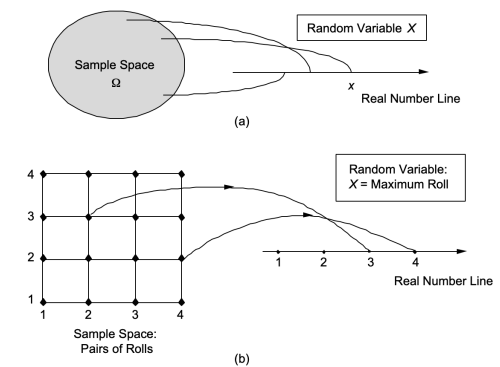 Random Variable X
Sample Space
Ω
x
Real Number Line
(a)
Random Variable:
X = Maximum Roll
4
3
2
1
1 2 3 4
1 2 3 4
Real Number Line
Sample Space:
Pairs of Rolls
(b)